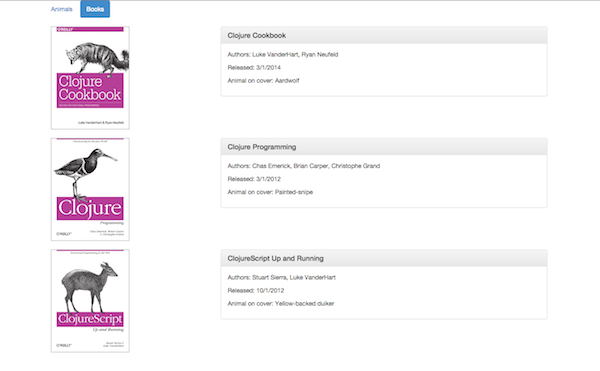 Animals
Books
O'REILLY
Clojure
Cookbook
Luke VanderHart & Ryan Neufeld
Clojure Cookbook
Authors: Luke VanderHart, Ryan Neufeld
Released: 3/1/2014
Animal on cover: Aardwolf
Clojure
Programming
O'REILLY
Clojure Programming
Authors: Chas Emerick, Brian Carper, Christophe Grand
Released: 3/1/2012
Animal on cover: Painted-snipe
ClojureScript
Up and Running
O'REILLY
ClojureScript Up and Running
Authors: Stuart Sierra, Luke VanderHart
Released: 10/1/2012
Animal on cover: Yellow-backed duiker